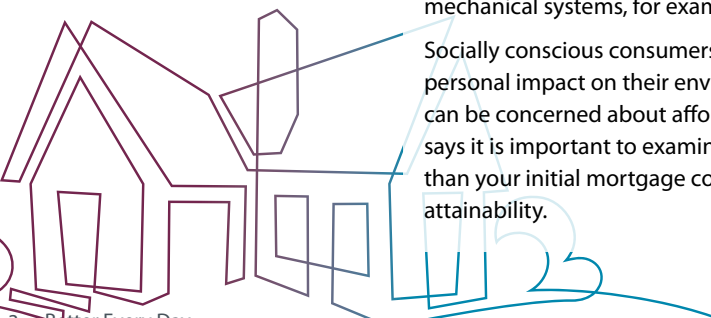 mechanical systems, for exam
Socially conscious consumers
personal impact on their env
can be concerned about affo
says it is important to examin
than your initial mortgage co
attainability.
Better Every Day